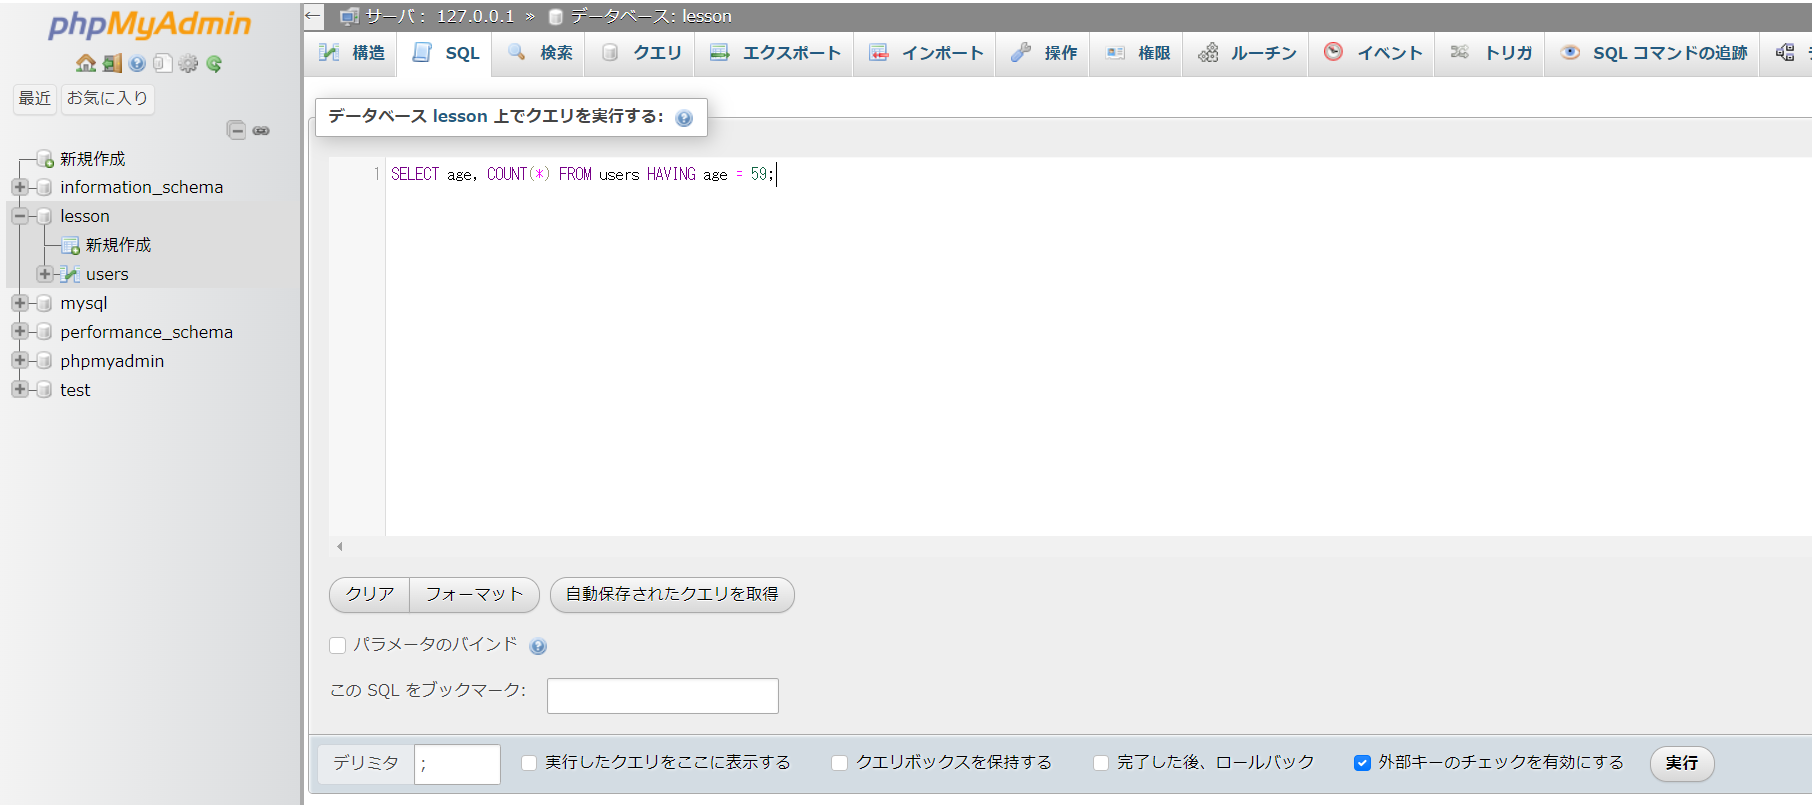 phpMyAdmin
最近 お気に入り
新規作成
information_schema
lesson
新規作成
users
mysql
performance_schema
phpmyadmin
test
← サーバ: 127.0.0.1 » データベース: lesson
構造 SQL 検索 クエリ エクスポート インポート 操作 権限 ルーチン イベント トリガ SQL コマンドの追跡
データベース lesson 上でクエリを実行する:
1 SELECT age, COUNT(*) FROM users HAVING age = 59;
クリア フォーマット 自動保存されたクエリを取得
パラメータのバインド
この SQL をブックマーク:
デリミタ ; 実行したクエリをここに表示する クエリボックスを保持する 完了した後、ロールバック 外部キーのチェックを有効にする 実行